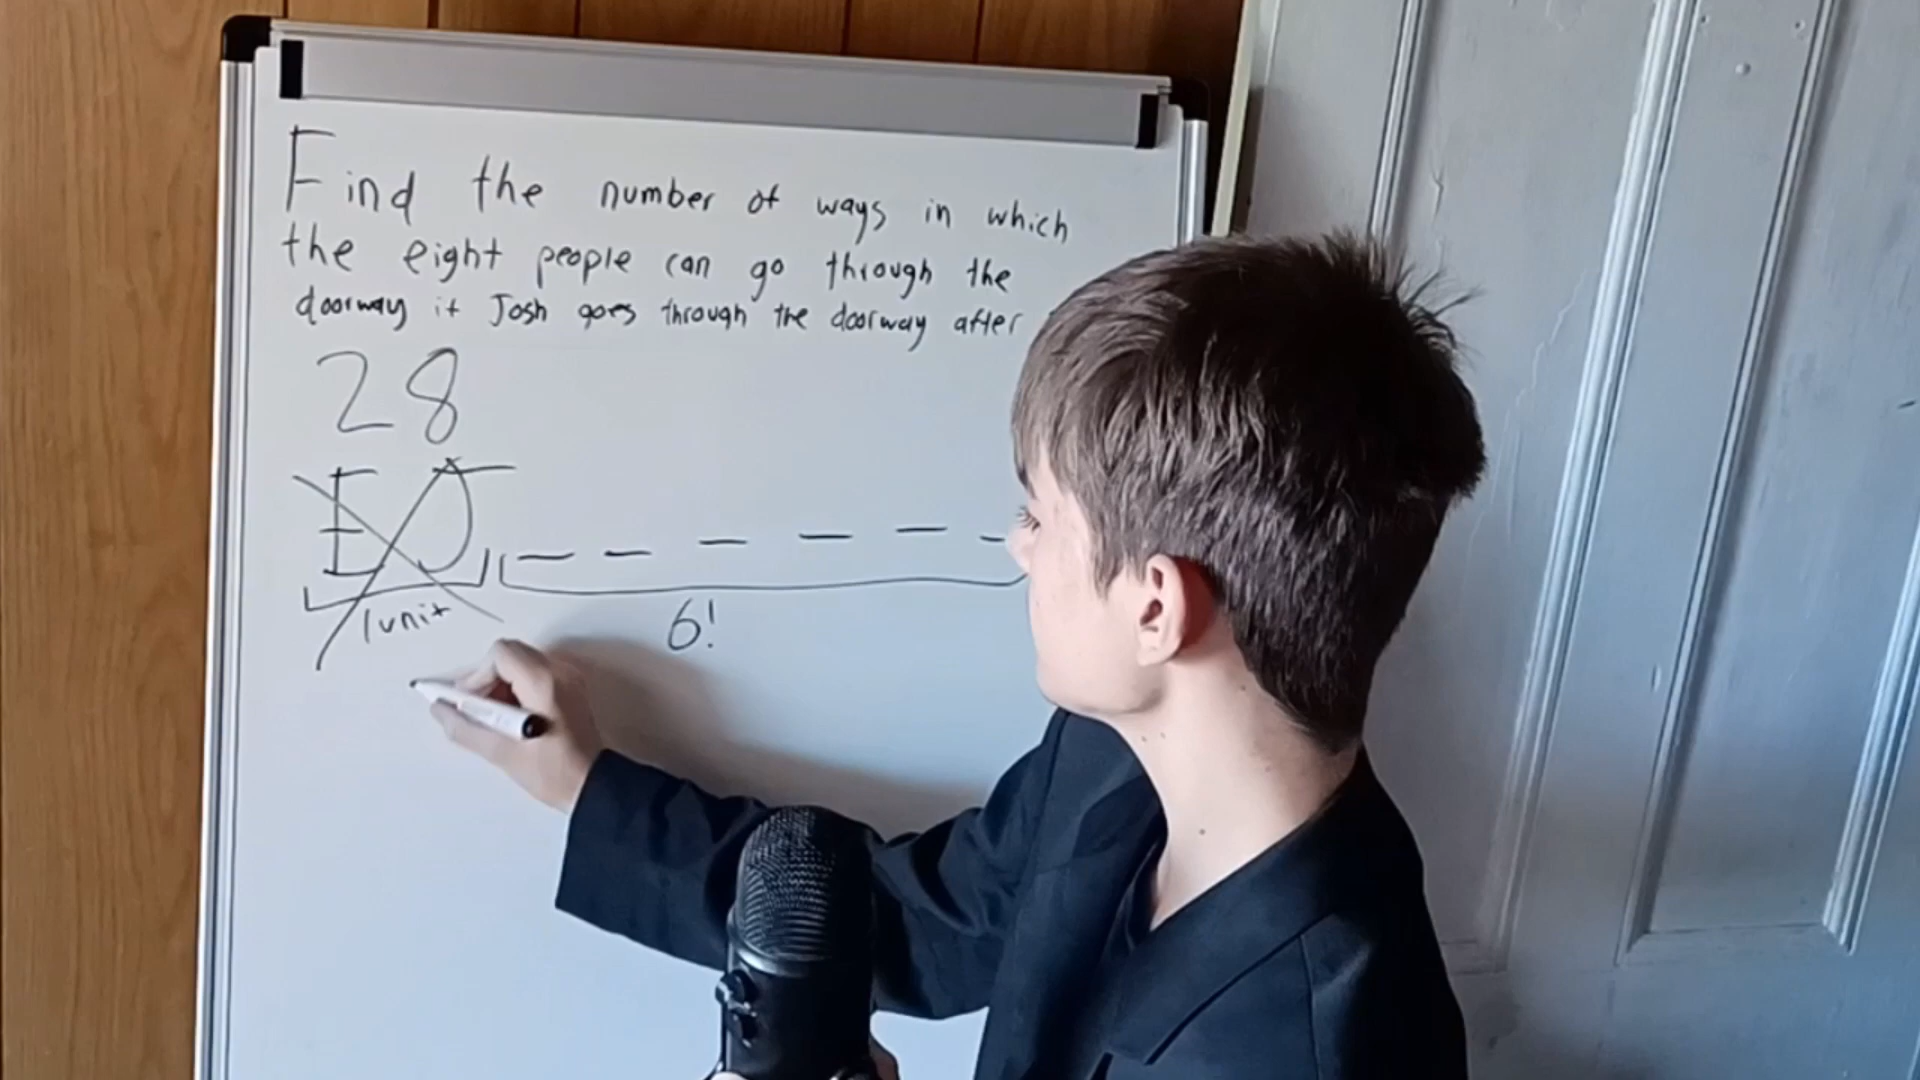 Find the number of ways in which
the eight people can go through the
doorway if Josh goes through the doorway after
28
E J
1 unit
6!